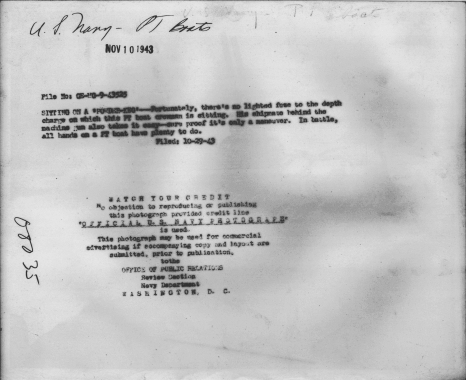 U. S. Navy - PT Boats
NOV 10 1943
File No:
SITTING ON A "POWDER-KEG"--Fortunately, there's no lighted fuse to the depth
charge on which this PT boat crewman is sitting. His shipmate behind the
machine gun also takes it easy--sure proof it's only a maneuver. In battle,
all hands on a PT boat have plenty to do.
Filed: 10-29-43
WATCH YOUR CREDIT
No objection to reproducing or publishing
this photograph provided credit line
"OFFICIAL U.S. NAVY PHOTOGRAPH"
is used.
This photograph may be used for commercial
advertising if accompanying copy and layout are
submitted, prior to publication,
to the
OFFICE OF PUBLIC RELATIONS
Review Section
Navy Department
WASHINGTON, D. C.